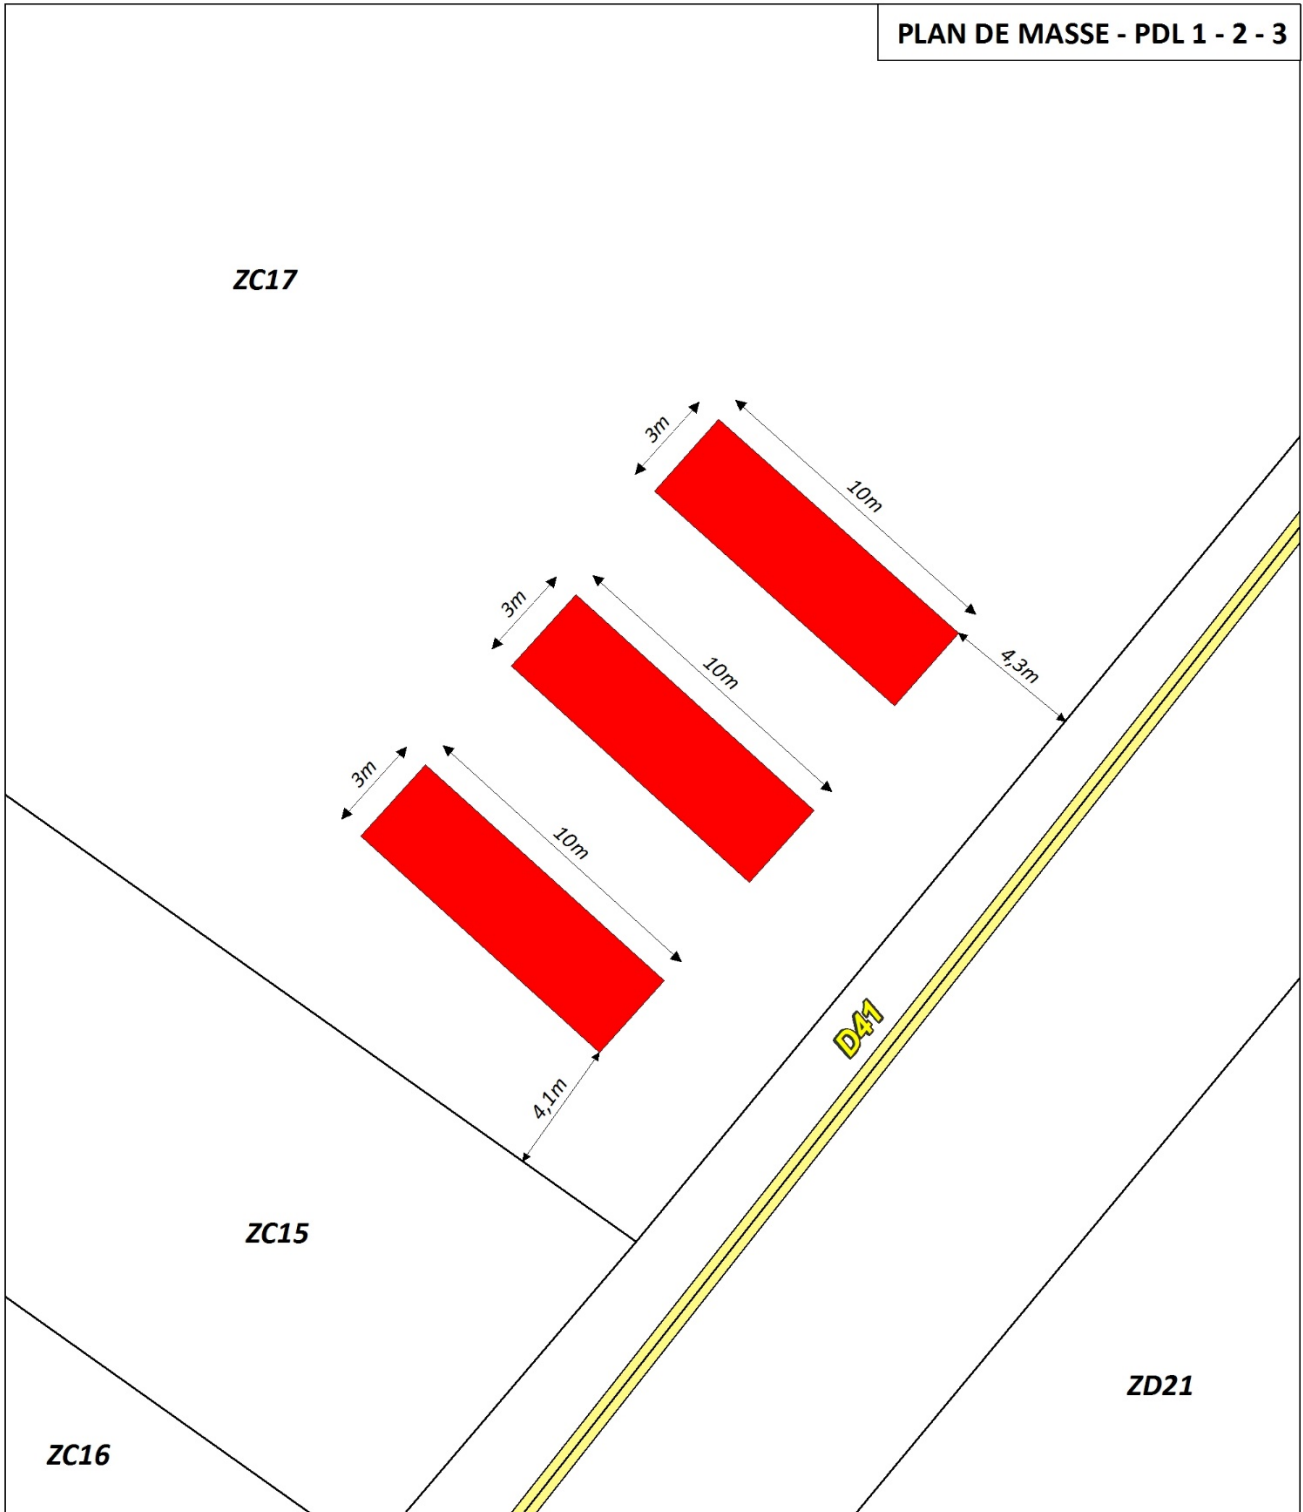 PLAN DE MASSE - PDL 1 - 2 - 3
ZC17
3m
10m
4,3m
3m
10m
3m
10m
4,1m
D41
ZC15
ZD21
ZC16